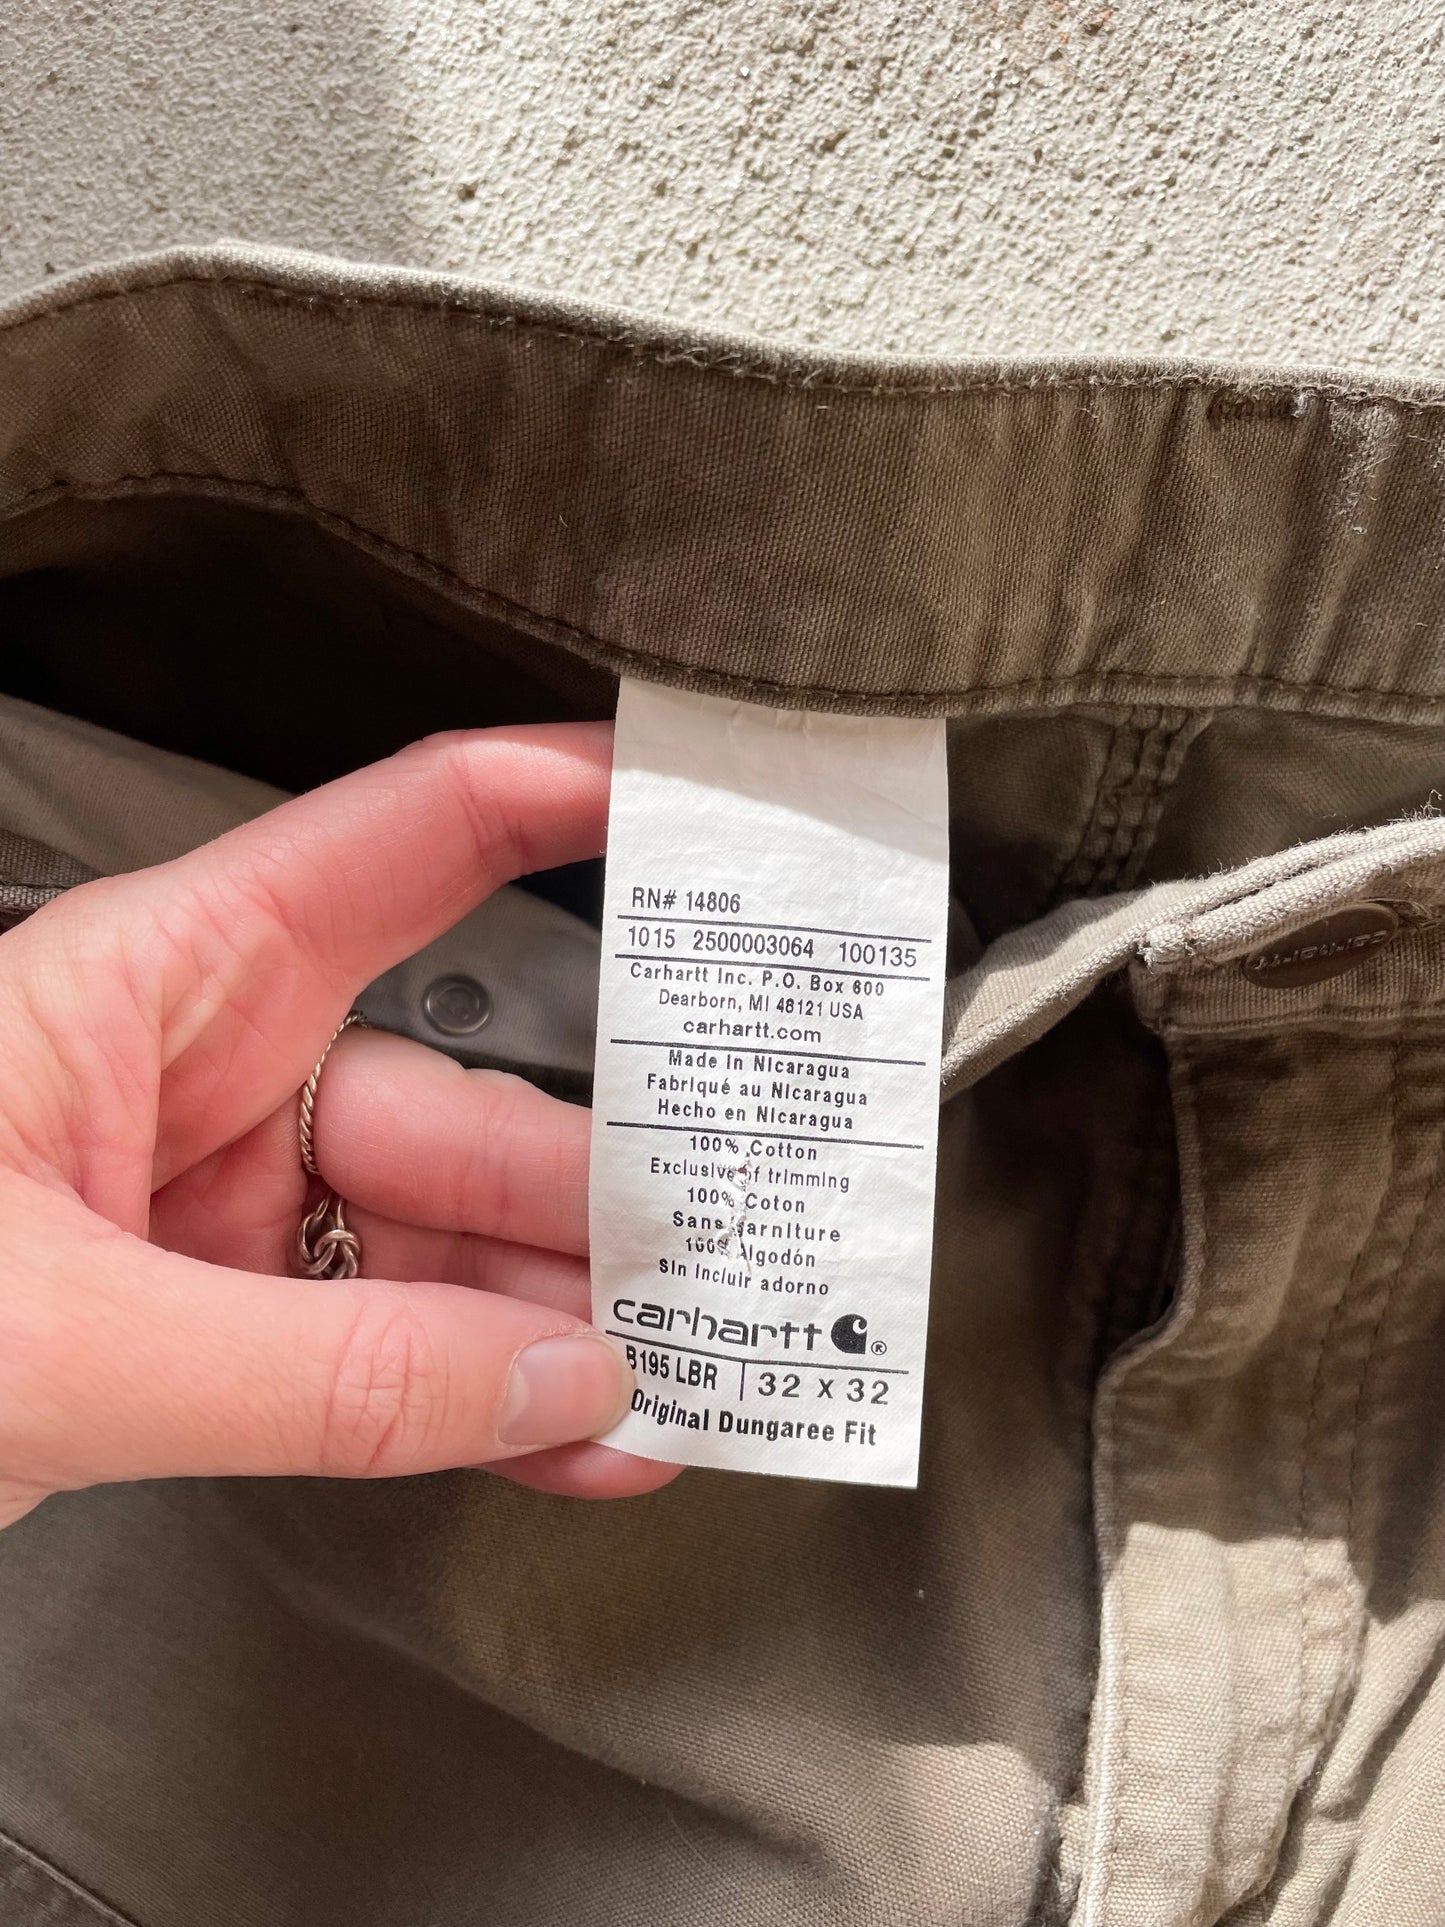 RN# 14806
1015 2500003064 100135
Carhartt Inc. P.O. Box 600
Dearborn, MI 48121 USA
carhartt.com
Made in Nicaragua
Fabriqué au Nicaragua
Hecho en Nicaragua
100% Cotton
Exclusive of trimming
100% Coton
Sans garniture
100% Algodón
Sin incluir adorno
carhartt ®
B195 LBR | 32 x 32
Original Dungaree Fit
carhartt